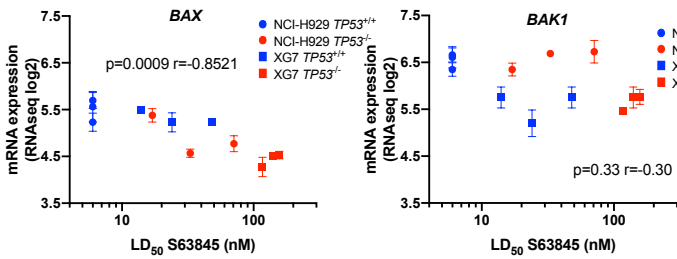 BAX
7.5
6.5
5.5
4.5
3.5
mRNA expression
(RNAseq log2)
NCI-H929 TP53+/+
NCI-H929 TP53-/-
XG7 TP53+/+
XG7 TP53-/-
p=0.0009 r=-0.8521
10
100
LD50 S63845 (nM)
BAK1
7.5
6.5
5.5
4.5
3.5
mRNA expression
(RNAseq log2)
N
N
X
X
p=0.33 r=-0.30
10
100
LD50 S63845 (nM)